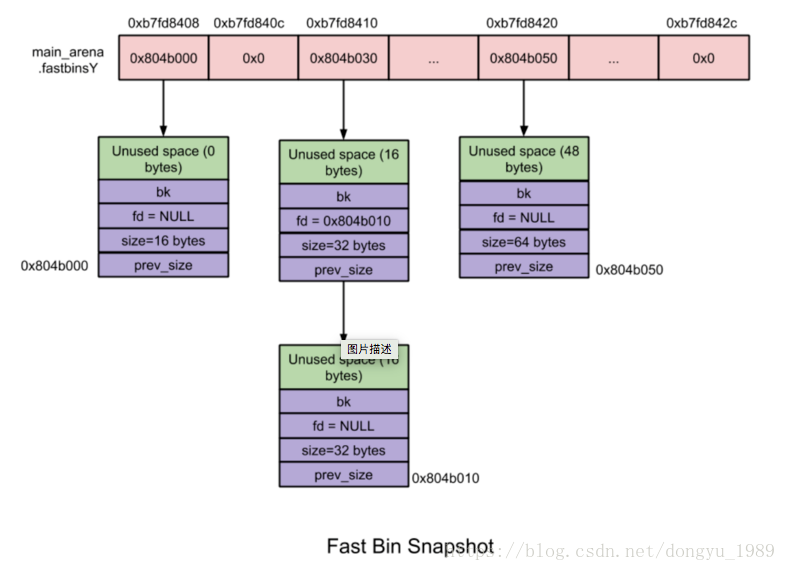 0xb7fd8408 0xb7fd840c 0xb7fd8410 0xb7fd8420 0xb7fd842c
main_arena
.fastbinsY
0x804b000 0x0 0x804b030 ... 0x804b050 ... 0x0
Unused space (0
bytes)
bk
fd = NULL
size=16 bytes
prev_size
0x804b000
Unused space (16
bytes)
bk
fd = 0x804b010
size=32 bytes
prev_size
Unused space (48
bytes)
bk
fd = NULL
size=64 bytes
prev_size
0x804b050
图片描述
Unused space (16
bytes)
bk
fd = NULL
size=32 bytes
prev_size
0x804b010
Fast Bin Snapshot
https://blog.csdn.net/dongyu_1989